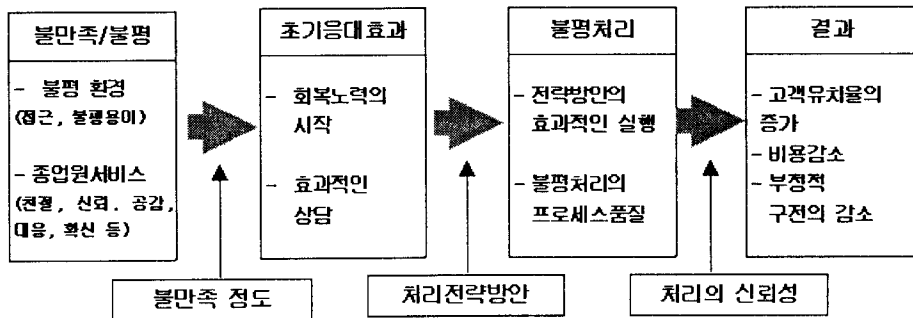 불만족/불평
- 불평 환경
(접근, 불평용이)
- 종업원서비스
(친절, 신뢰. 공감,
대응, 확신 등)
초기응대효과
- 회복노력의
시작
- 효과적인
상담
불평처리
- 전략방안의
효과적인 실행
- 불평처리의
프로세스품질
결과
- 고객유치율의
증가
- 비용감소
- 부정적
구전의 감소
불만족 정도
처리전략방안
처리의 신뢰성